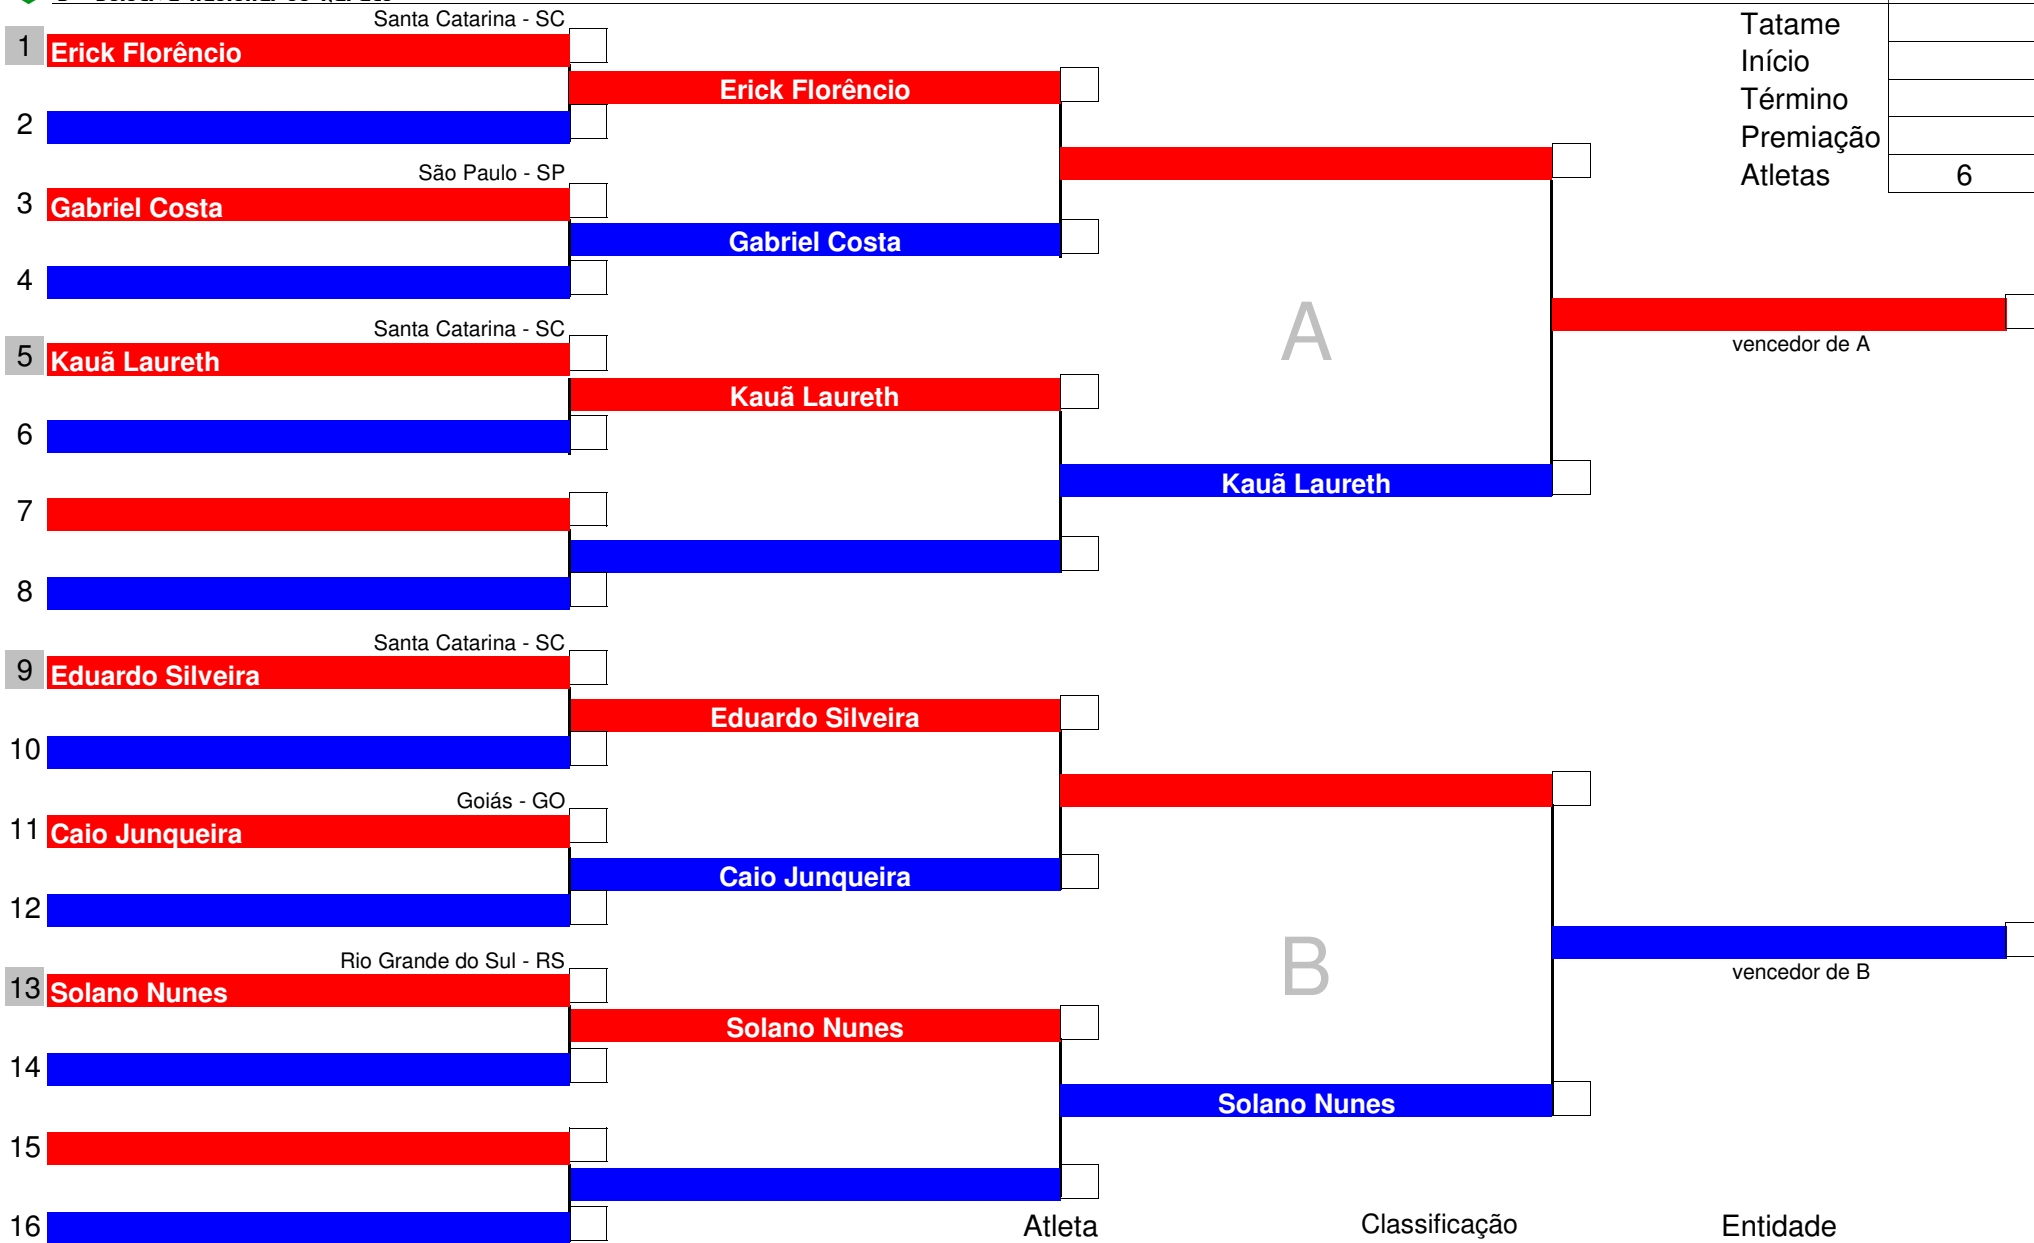 Santa Catarina - SC
1 Erick Florêncio
Erick Florêncio
2
São Paulo - SP
3 Gabriel Costa
Gabriel Costa
4
Santa Catarina - SC
5 Kauã Laureth
Kauã Laureth
6
Kauã Laureth
7
8
A
vencedor de A
Tatame
Início
Término
Premiação
Atletas 6
Santa Catarina - SC
9 Eduardo Silveira
Eduardo Silveira
10
Goiás - GO
11 Caio Junqueira
Caio Junqueira
12
Rio Grande do Sul - RS
13 Solano Nunes
Solano Nunes
14
Solano Nunes
15
16
B
vencedor de B
Atleta Classificação Entidade